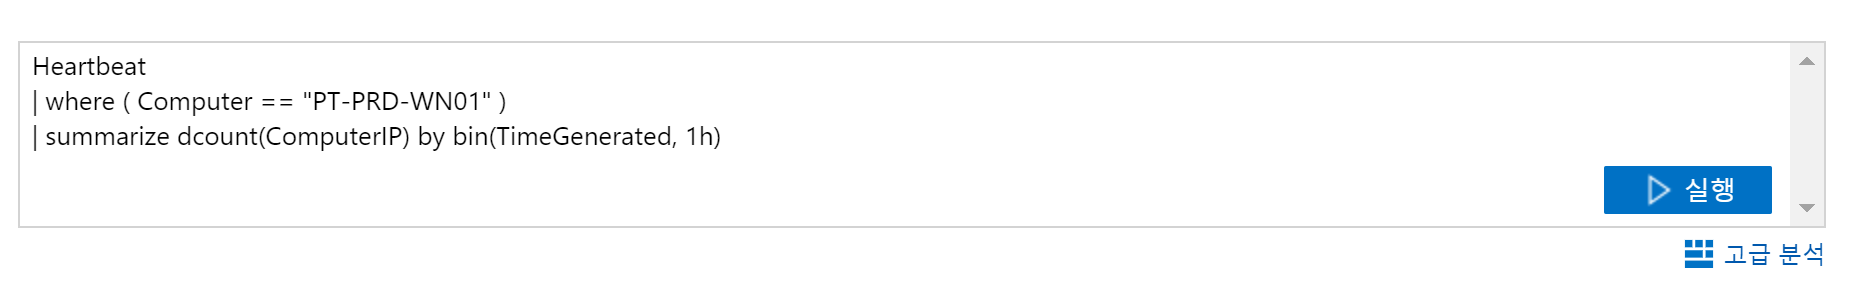 Heartbeat
| where ( Computer == "PT-PRD-WN01" )
| summarize dcount(ComputerIP) by bin(TimeGenerated, 1h)
실행
고급 분석